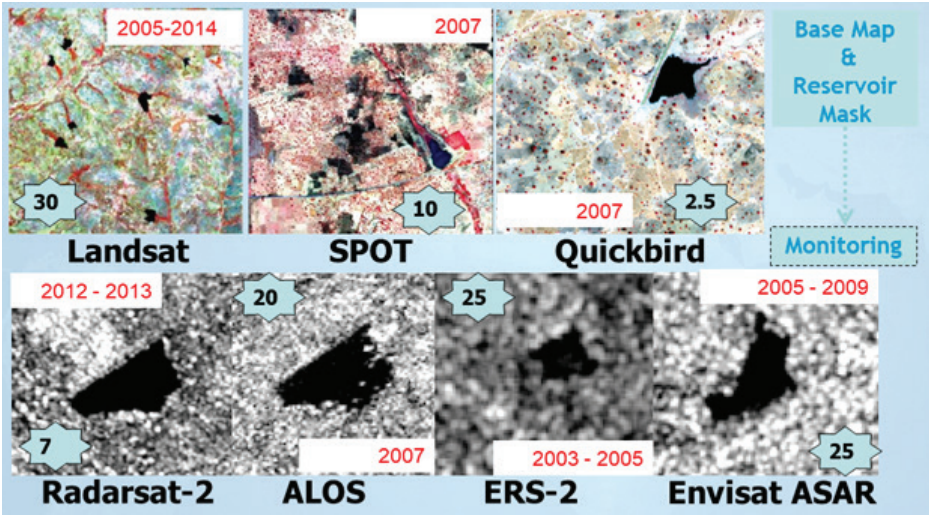 2005-2014
2007
Base Map
&
Reservoir
Mask
30
10
2007
2.5
Landsat
SPOT
Quickbird
Monitoring
2012 - 2013
20
25
2005 - 2009
7
2007
2003 - 2005
25
Radarsat-2
ALOS
ERS-2
Envisat ASAR